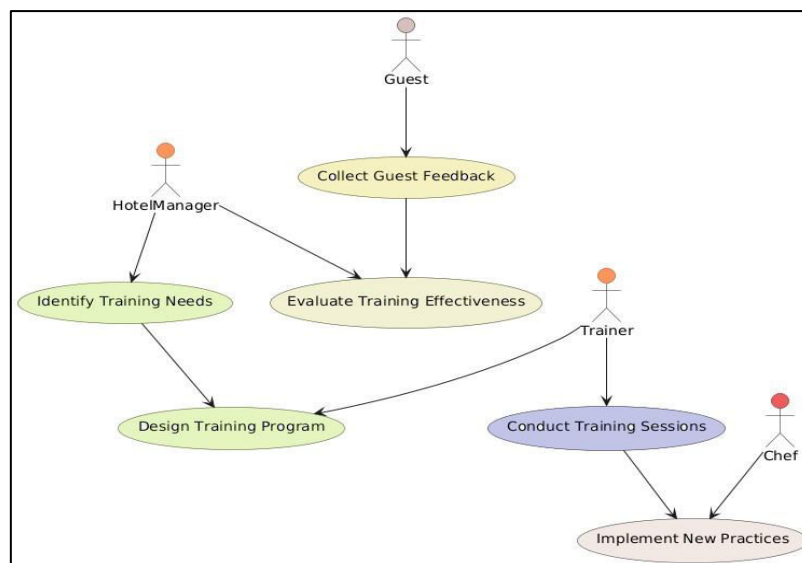 Guest
Collect Guest Feedback
HotelManager
Identify Training Needs
Evaluate Training Effectiveness
Trainer
Design Training Program
Conduct Training Sessions
Chef
Implement New Practices